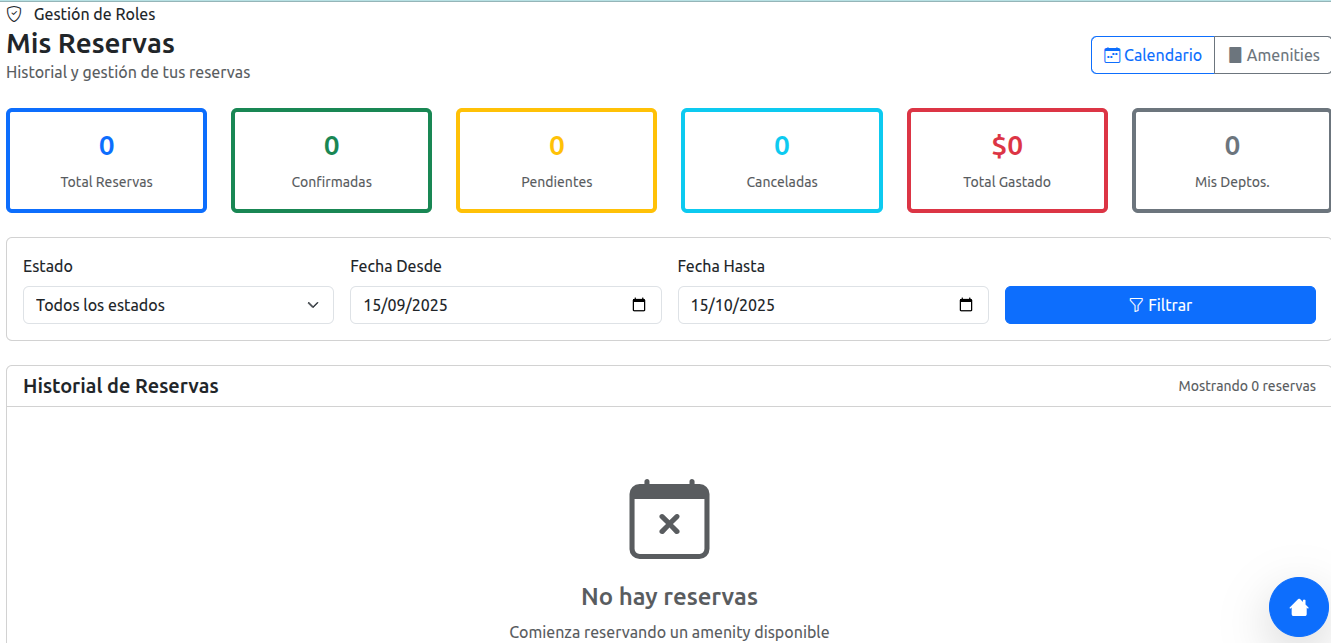 Gestión de Roles
Mis Reservas
Historial y gestión de tus reservas
Calendario
Amenities
0
Total Reservas
0
Confirmadas
0
Pendientes
0
Canceladas
$0
Total Gastado
0
Mis Deptos.
Estado
Fecha Desde
Fecha Hasta
Todos los estados
15/09/2025
15/10/2025
Filtrar
Historial de Reservas
Mostrando 0 reservas
No hay reservas
Comienza reservando un amenity disponible